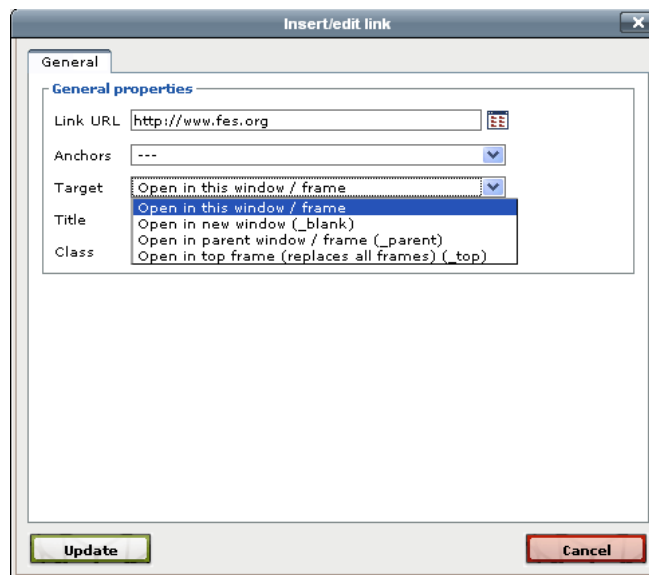 Insert/edit link
General
General properties
Link URL http://www.fes.org
Anchors ---
Target Open in this window / frame
Open in this window / frame
Title
Open in new window (_blank)
Open in parent window / frame (_parent)
Class
Open in top frame (replaces all frames) (_top)
Update Cancel